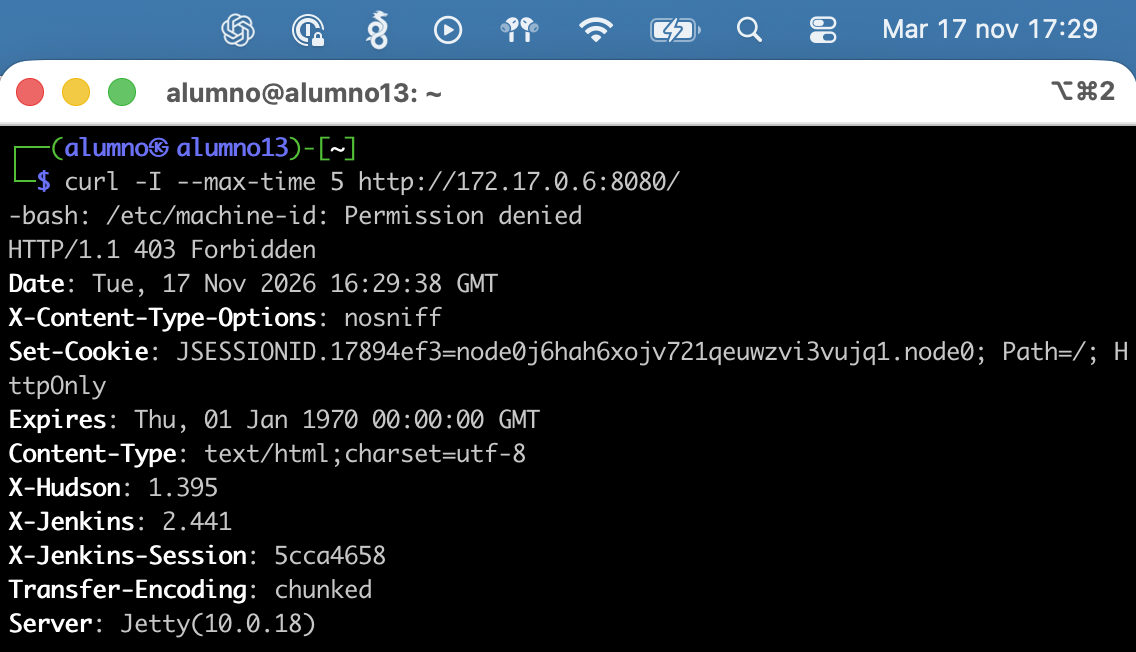 Mar 17 nov 17:29
alumno@alumno13: ~ ⌥⌘2
┌──(alumno㉿ alumno13)-[~]
└─$ curl -I --max-time 5 http://172.17.0.6:8080/
-bash: /etc/machine-id: Permission denied
HTTP/1.1 403 Forbidden
Date: Tue, 17 Nov 2026 16:29:38 GMT
X-Content-Type-Options: nosniff
Set-Cookie: JSESSIONID.17894ef3=node0j6hah6xojv721qeuwzvi3vujq1.node0; Path=/; H
ttpOnly
Expires: Thu, 01 Jan 1970 00:00:00 GMT
Content-Type: text/html;charset=utf-8
X-Hudson: 1.395
X-Jenkins: 2.441
X-Jenkins-Session: 5cca4658
Transfer-Encoding: chunked
Server: Jetty(10.0.18)